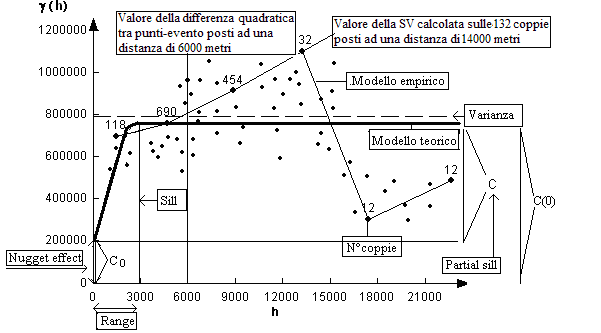 γ (h)
Valore della differenza quadratica
tra punti-evento posti ad una
distanza di 6000 metri
Valore della SV calcolata sulle 132 coppie
posti ad una distanza di 14000 metri
1200000
1000000
800000
600000
400000
200000
0
32
454
690
118
12
12
Modello empirico
Varianza
Modello teorico
Sill
N°coppie
C
C(0)
C0
Nugget effect
Partial sill
0
3000
6000
9000
12000
15000
18000
21000
h
Range